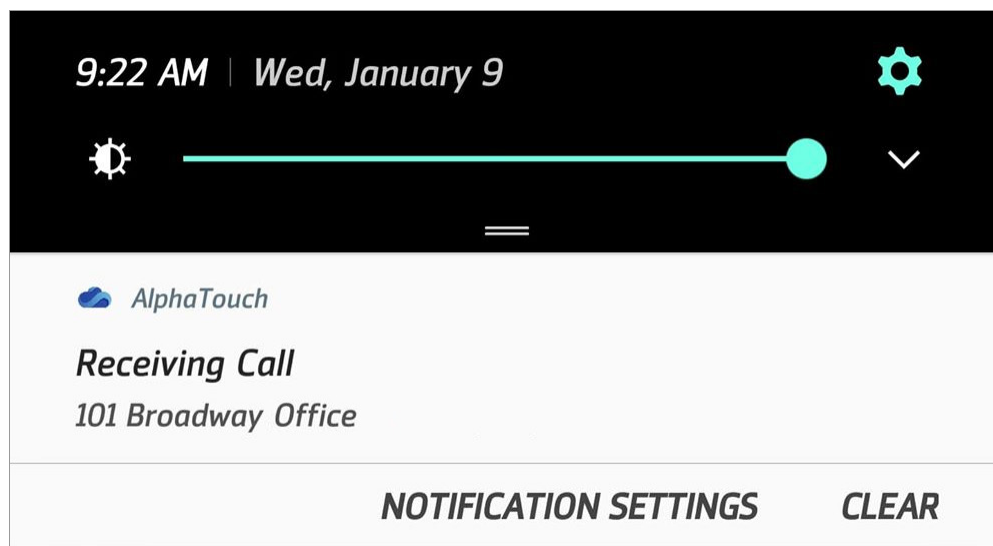 9:22 AM | Wed, January 9
AlphaTouch
Receiving Call
101 Broadway Office
NOTIFICATION SETTINGS CLEAR